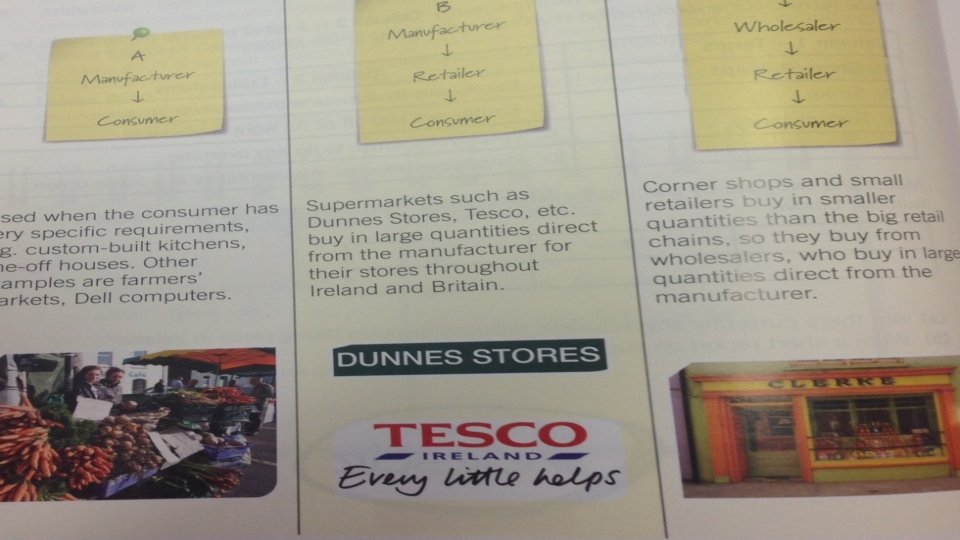 A
Manufacturer
↓
Consumer
sed when the consumer has
ery specific requirements,
g. custom-built kitchens,
ne-off houses. Other
xamples are farmers'
arkets, Dell computers.
Café
B
Manufacturer
↓
Retailer
↓
Consumer
Supermarkets such as
Dunnes Stores, Tesco, etc.
buy in large quantities direct
from the manufacturer for
their stores throughout
Ireland and Britain.
DUNNES STORES
TESCO
IRELAND
Every little helps
↓
Wholesaler
↓
Retailer
↓
Consumer
Corner shops and small
retailers buy in smaller
quantities than the big retail
chains, so they buy from
wholesalers, who buy in large
quantities direct from the
manufacturer.
CLERKE